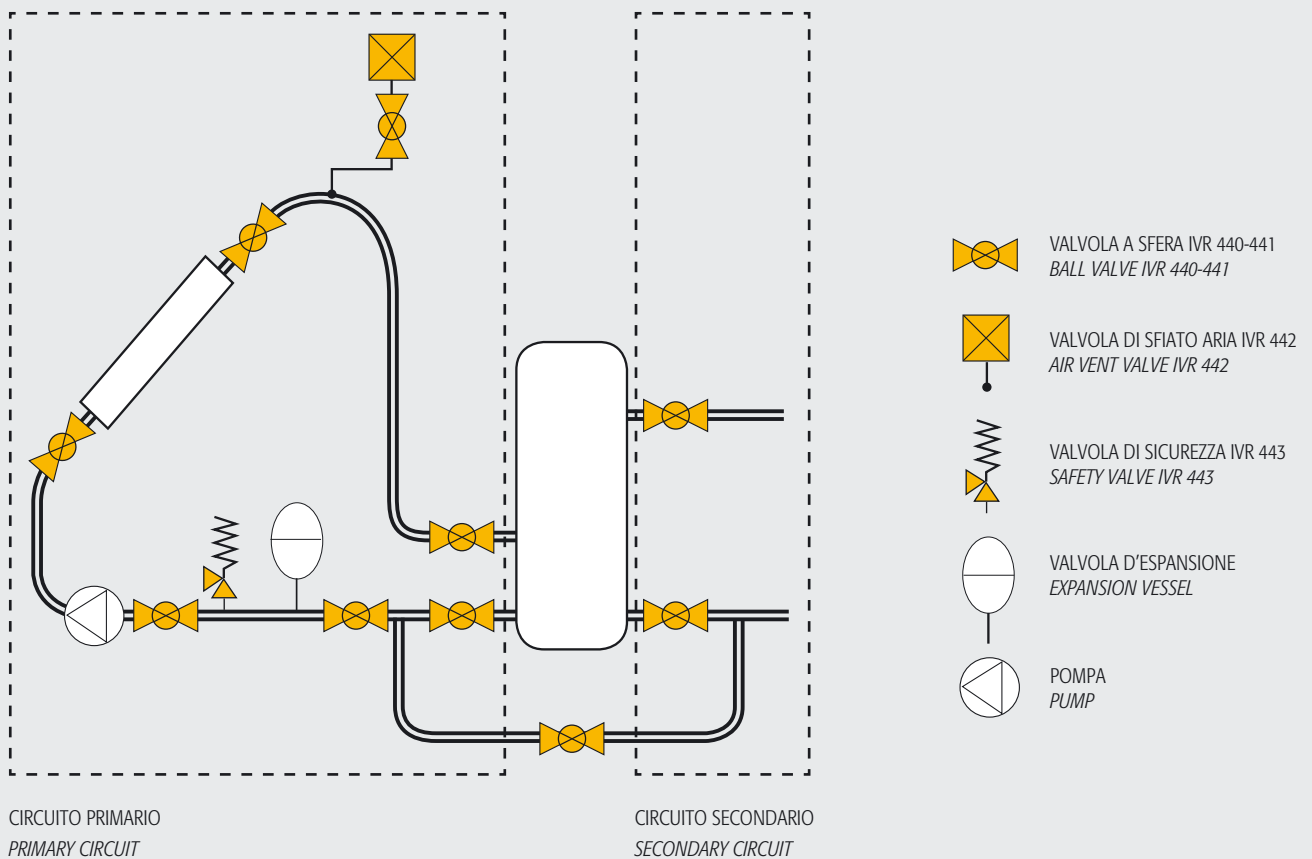 VALVOLA A SFERA IVR 440-441
BALL VALVE IVR 440-441
VALVOLA DI SFIATO ARIA IVR 442
AIR VENT VALVE IVR 442
VALVOLA DI SICUREZZA IVR 443
SAFETY VALVE IVR 443
VALVOLA D'ESPANSIONE
EXPANSION VESSEL
POMPA
PUMP
CIRCUITO PRIMARIO
PRIMARY CIRCUIT
CIRCUITO SECONDARIO
SECONDARY CIRCUIT